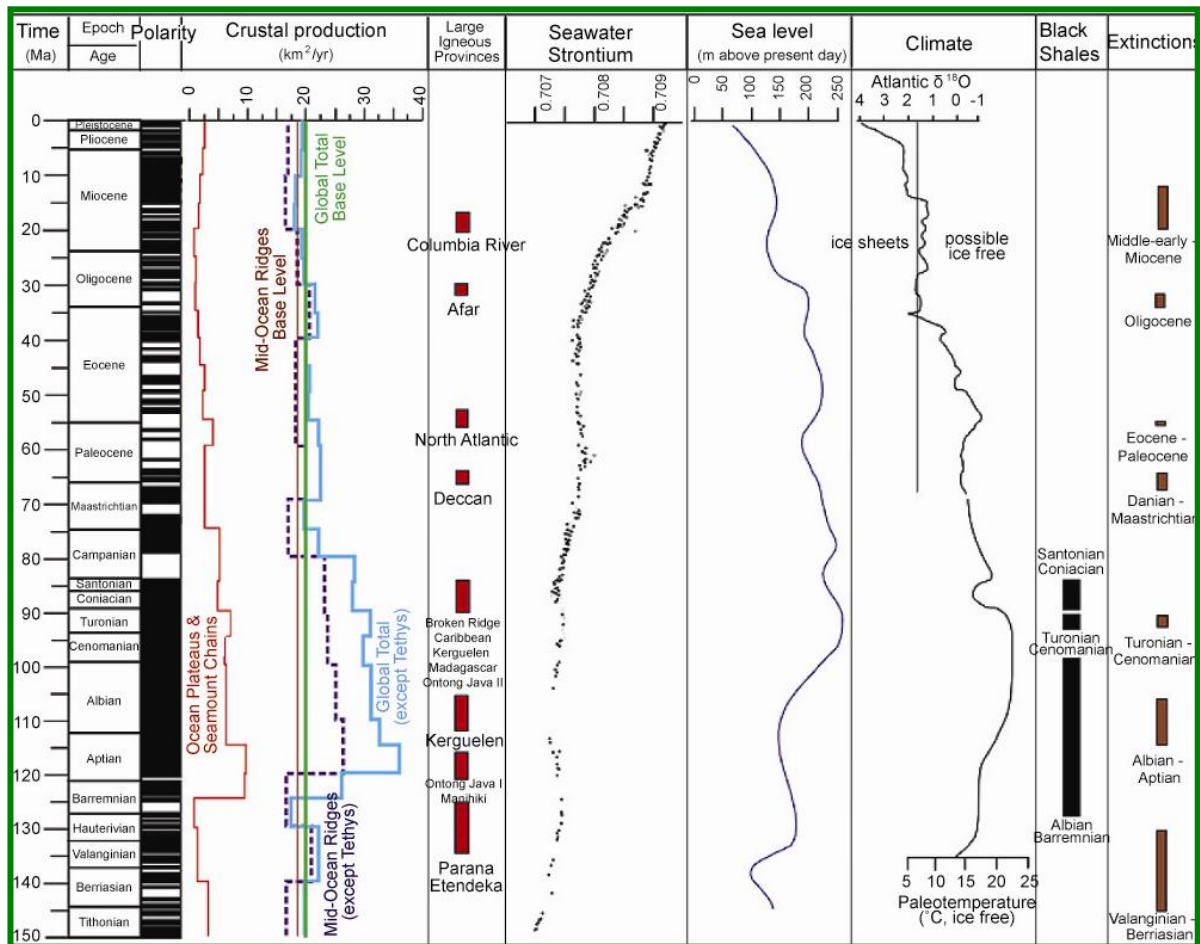 Time
(Ma)
Epoch
Age
Polarity
Crustal production
(km²/yr)
Large
Igneous
Provinces
Seawater
Strontium
Sea level
(m above present day)
Climate
Black
Shales
Extinctions
0
10
20
30
40
0.707
0.708
0.709
0
50
100
150
200
250
Atlantic δ ¹⁸O
4 3 2 1 0 -1
0
10
20
30
40
50
60
70
80
90
100
110
120
130
140
150
Pleistocene
Pliocene
Miocene
Oligocene
Eocene
Paleocene
Maastrichtian
Campanian
Santonian
Coniacian
Turonian
Cenomanian
Albian
Aptian
Barremnian
Hauterivian
Valanginian
Berriasian
Tithonian
Ocean Plateaus &
Seamount Chains
Mid-Ocean Ridges
Base Level
Global Total
Base Level
Global Total
(except Tethys)
Mid-Ocean Ridges
(except Tethys)
Columbia River
Afar
North Atlantic
Deccan
Broken Ridge
Caribbean
Kerguelen
Madagascar
Ontong Java II
Kerguelen
Ontong Java I
Manihiki
Parana
Etendeka
ice sheets
possible
ice free
5 10 15 20 25
Paleotemperature
(°C, ice free)
Santonian
Coniacian
Turonian
Cenomanian
Albian
Barremnian
Middle-early -
Miocene
Oligocene
Eocene -
Paleocene
Danian -
Maastrichtian
Turonian -
Cenomanian
Albian -
Aptian
Valanginian -
Berriasian